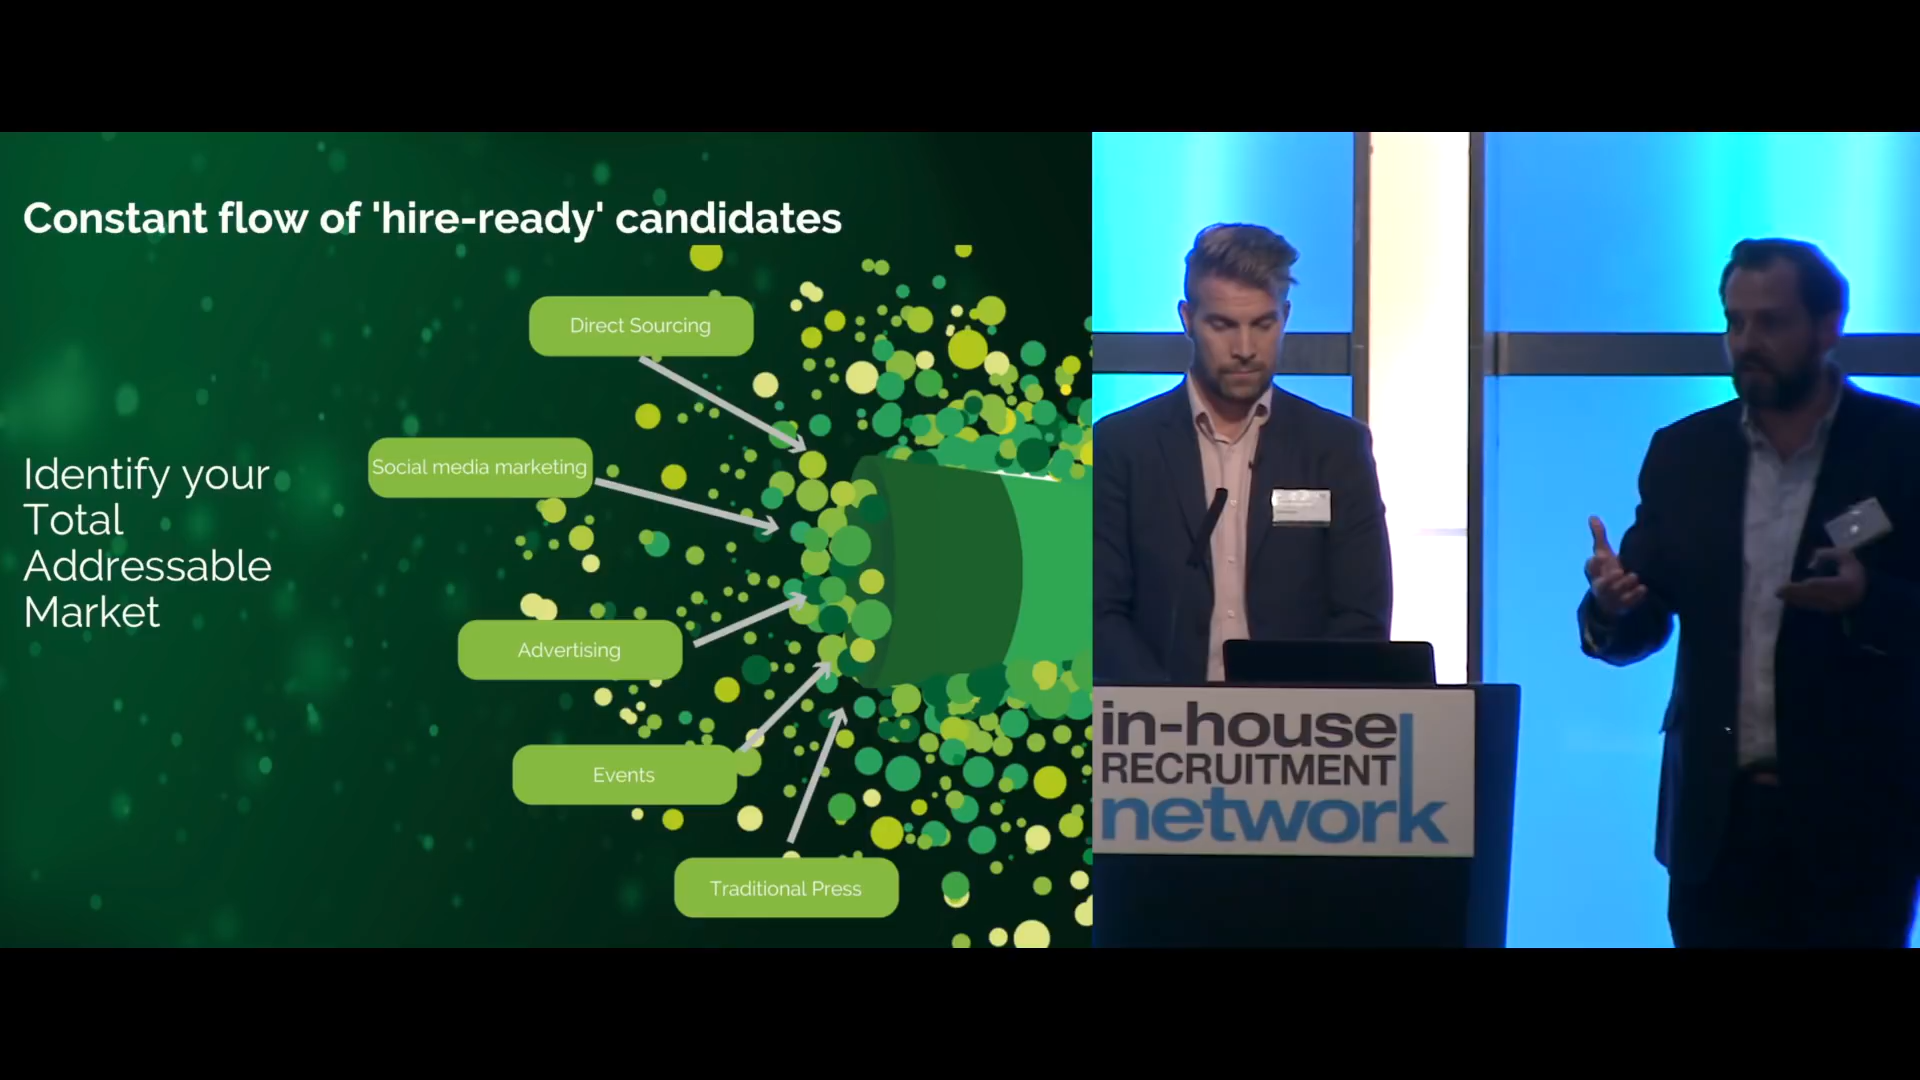 Constant flow of 'hire-ready' candidates
Direct Sourcing
Social media marketing
Identify your
Total
Addressable
Market
Advertising
Events
Traditional Press
in-house
RECRUITMENT
network